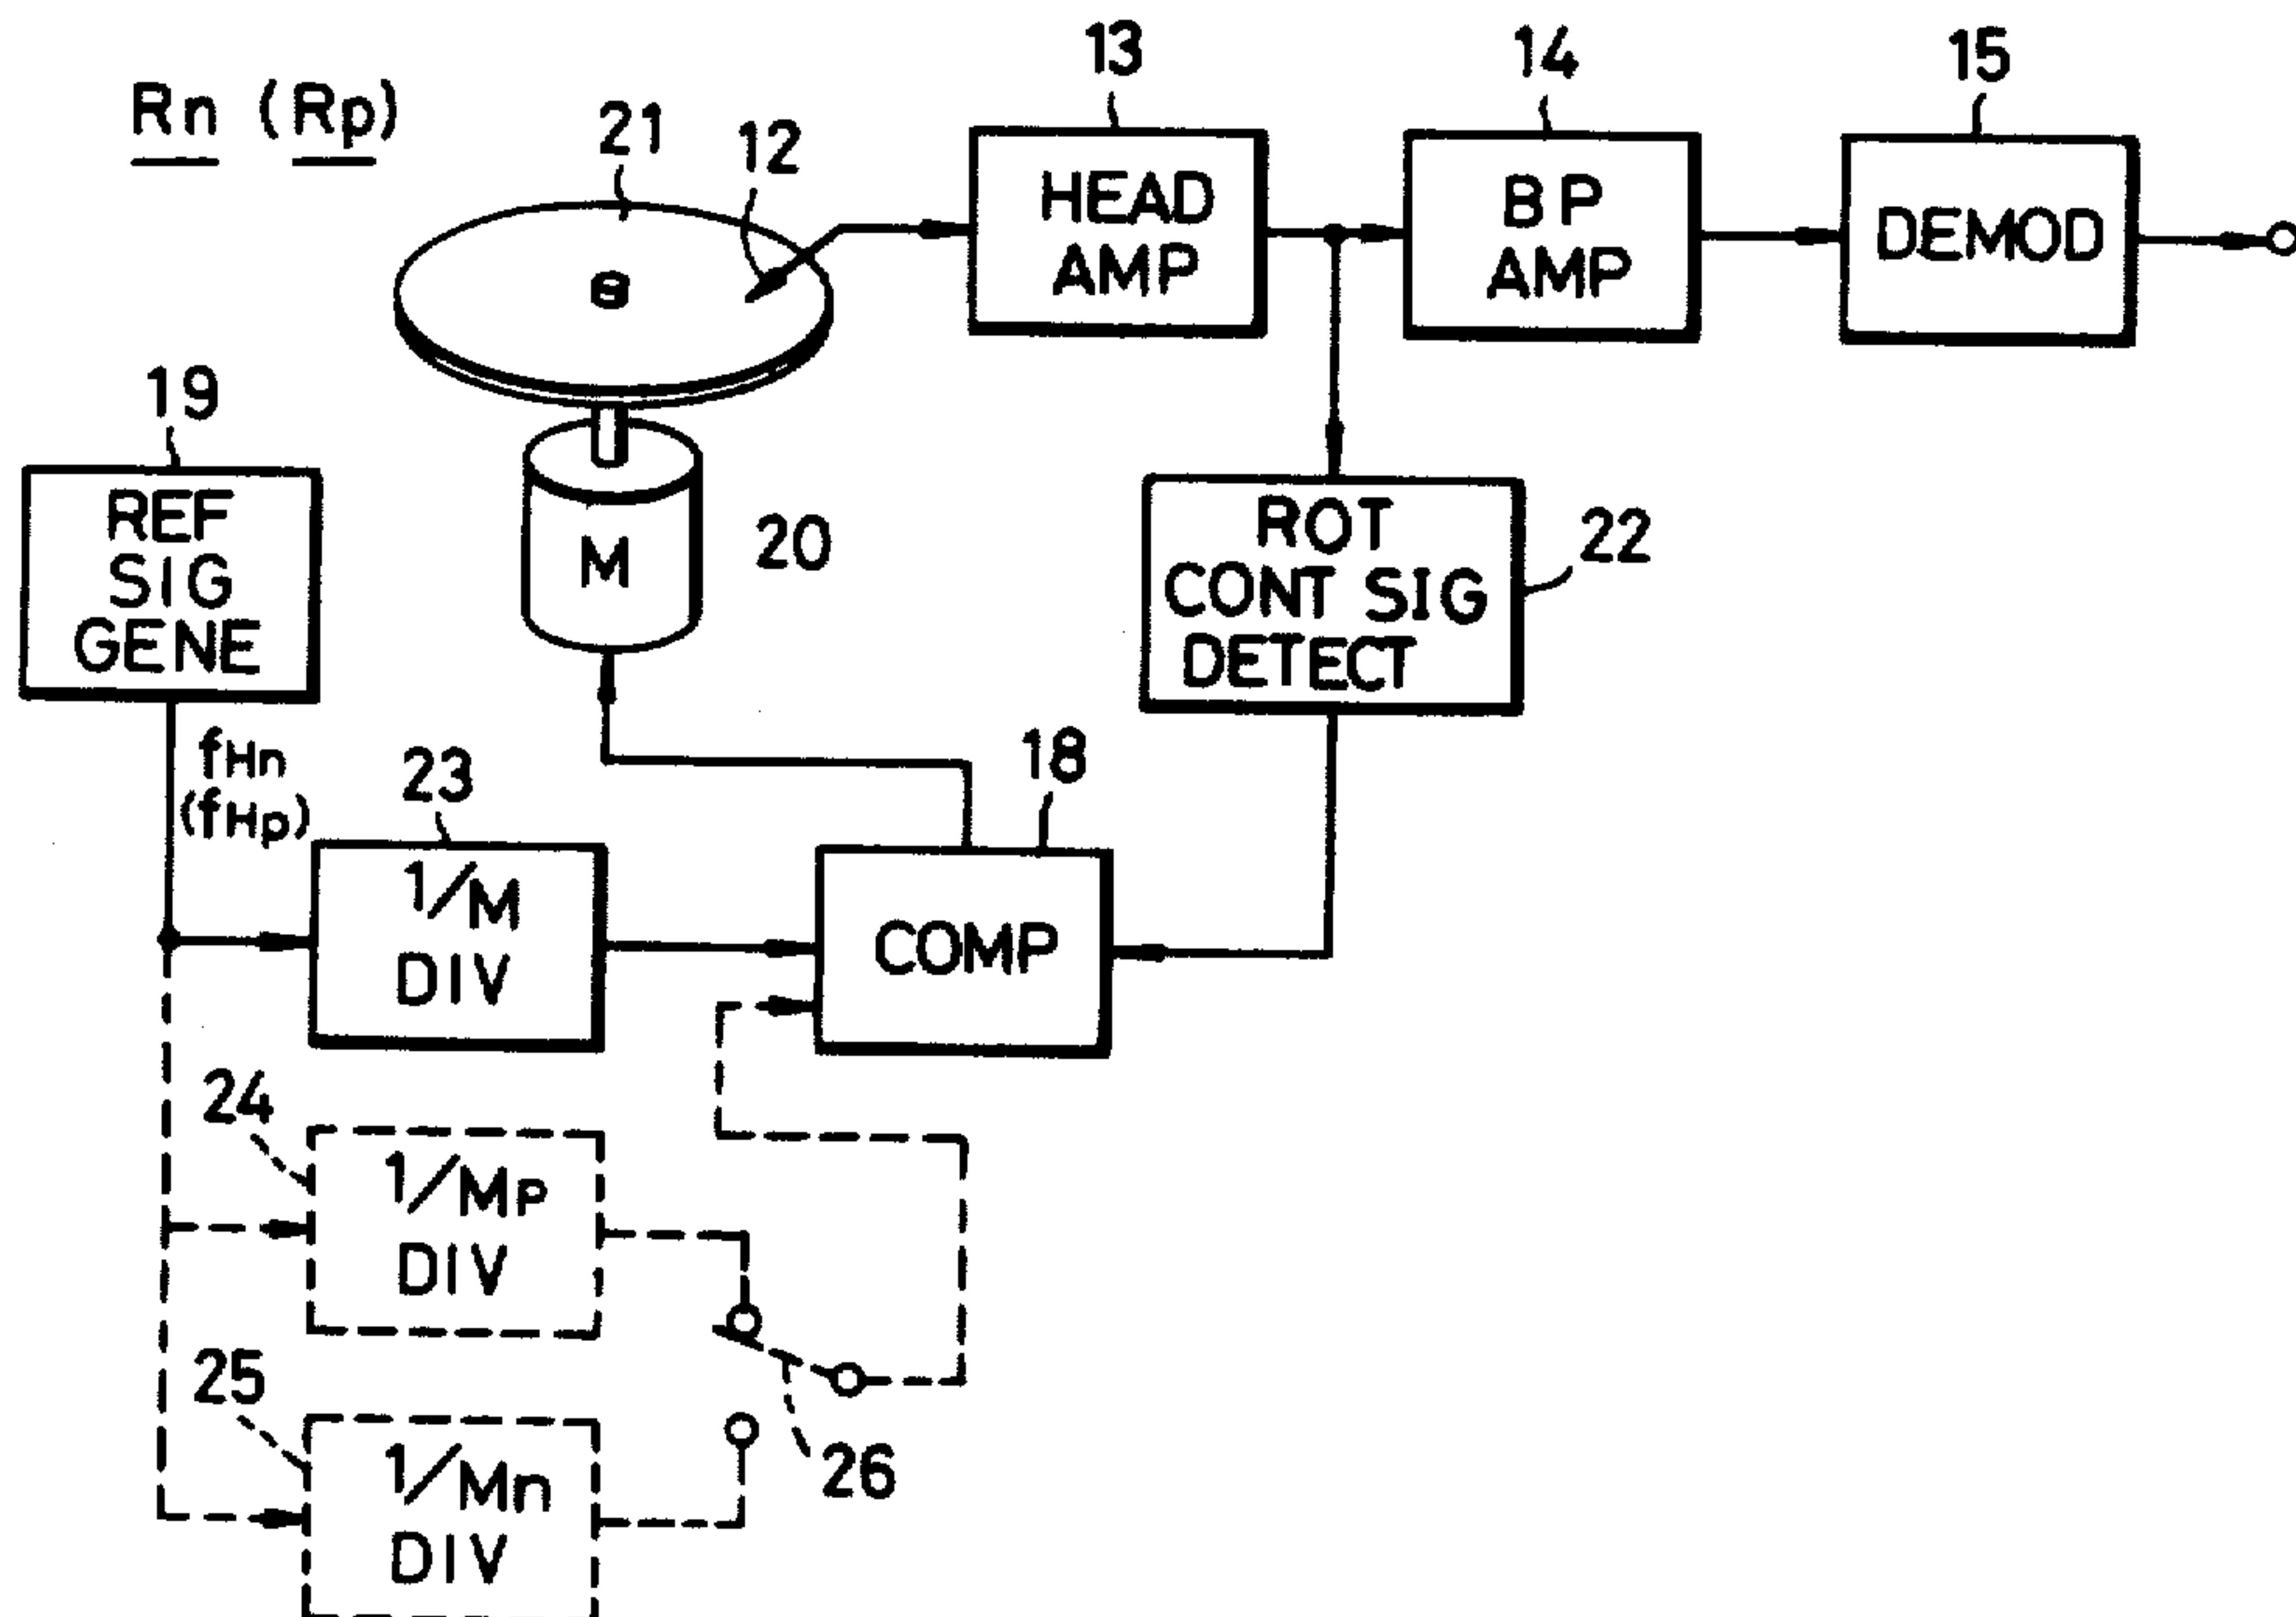 Rn (Rp)
21
12
13
HEAD
AMP
14
BP
AMP
15
DEMOD
19
REF
SIG
GENE
M
20
ROT
CONT SIG
DETECT
22
fHn
(fHp)
23
1/M
DIV
18
COMP
24
1/Mp
DIV
25
1/Mn
DIV
26